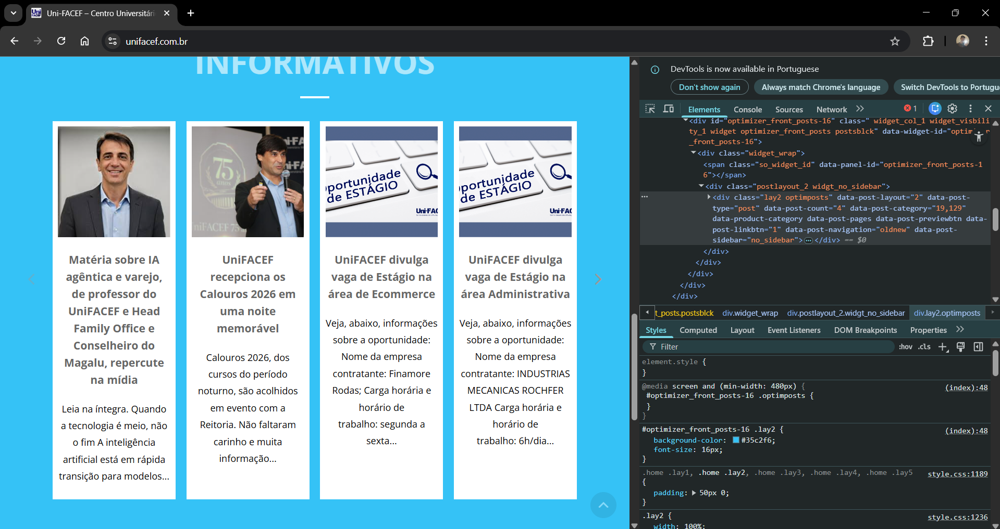 Uni-FACEF – Centro Universitári
unifacef.com.br
INFORMATIVOS
75
UniFACEF 75 a
Oportunidade
de ESTÁGIO
Uni-FAC
Oportunidade
de ESTÁGIO
Uni-FAC
Matéria sobre IA
agêntica e varejo,
de professor do
UniFACEF e Head
Family Office e
Conselheiro do
Magalu, repercute
na mídia
Leia na íntegra. Quando
a tecnologia é meio, não
o fim A inteligência
artificial está em rápida
transição para modelos...
UniFACEF
recepciona os
Calouros 2026 em
uma noite
memorável
Calouros 2026, dos
cursos do período
noturno, são acolhidos
em evento com a
Reitoria. Não faltaram
carinho e muita
informação...
UniFACEF divulga
vaga de Estágio na
área de Ecommerce
Veja, abaixo, informações
sobre a oportunidade:
Nome da empresa
contratante: Finamore
Rodas; Carga horária e
horário de
trabalho: segunda a
sexta...
UniFACEF divulga
vaga de Estágio na
área Administrativa
Veja, abaixo, informações
sobre a oportunidade:
Nome da empresa
contratante: INDUSTRIAS
MECANICAS ROCHFER
LTDA Carga horária e
horário de
trabalho: 6h/dia...
DevTools is now available in Portuguese
Don't show again Always match Chrome's language Switch DevTools to Portugu
Elements Console Sources Network 1
<div id="optimizer_front_posts-16" class=" widget_col_1 widget_visbili
ty_1 widget optimizer_front_posts postsblck" data-widget-id="optim r
_front_posts-16">
<div class="widget_wrap">
<span class="so_widget_id" data-panel-id="optimizer_front_posts-1
6"></span>
<div class="postlayout_2 widgt_no_sidebar">
<div class="lay2 optimposts" data-post-layout="2" data-post-
type="post" data-post-count="4" data-post-category="19,129"
data-product-category data-post-pages data-post-previewbtn data-
post-linkbtn="1" data-post-navigation="oldnew" data-post-
sidebar="no_sidebar">…</div> == $0
</div>
</div>
</div>
</div>
</div>
t_posts.postsblck div.widget_wrap div.postlayout_2.widgt_no_sidebar div.lay2.optimposts
Styles Computed Layout Event Listeners DOM Breakpoints Properties
Filter :hov .cls
element.style {
}
@media screen and (min-width: 480px) { (index):48
#optimizer_front_posts-16 .optimposts {
}
}
#optimizer_front_posts-16 .lay2 { (index):48
background-color: #35c2f6;
font-size: 16px;
}
.home .lay1, .home .lay2, .home .lay3, .home .lay4, .home .lay5 style.css:1189
{
padding: 50px 0;
}
.lay2 { style.css:1236
width: 100%;